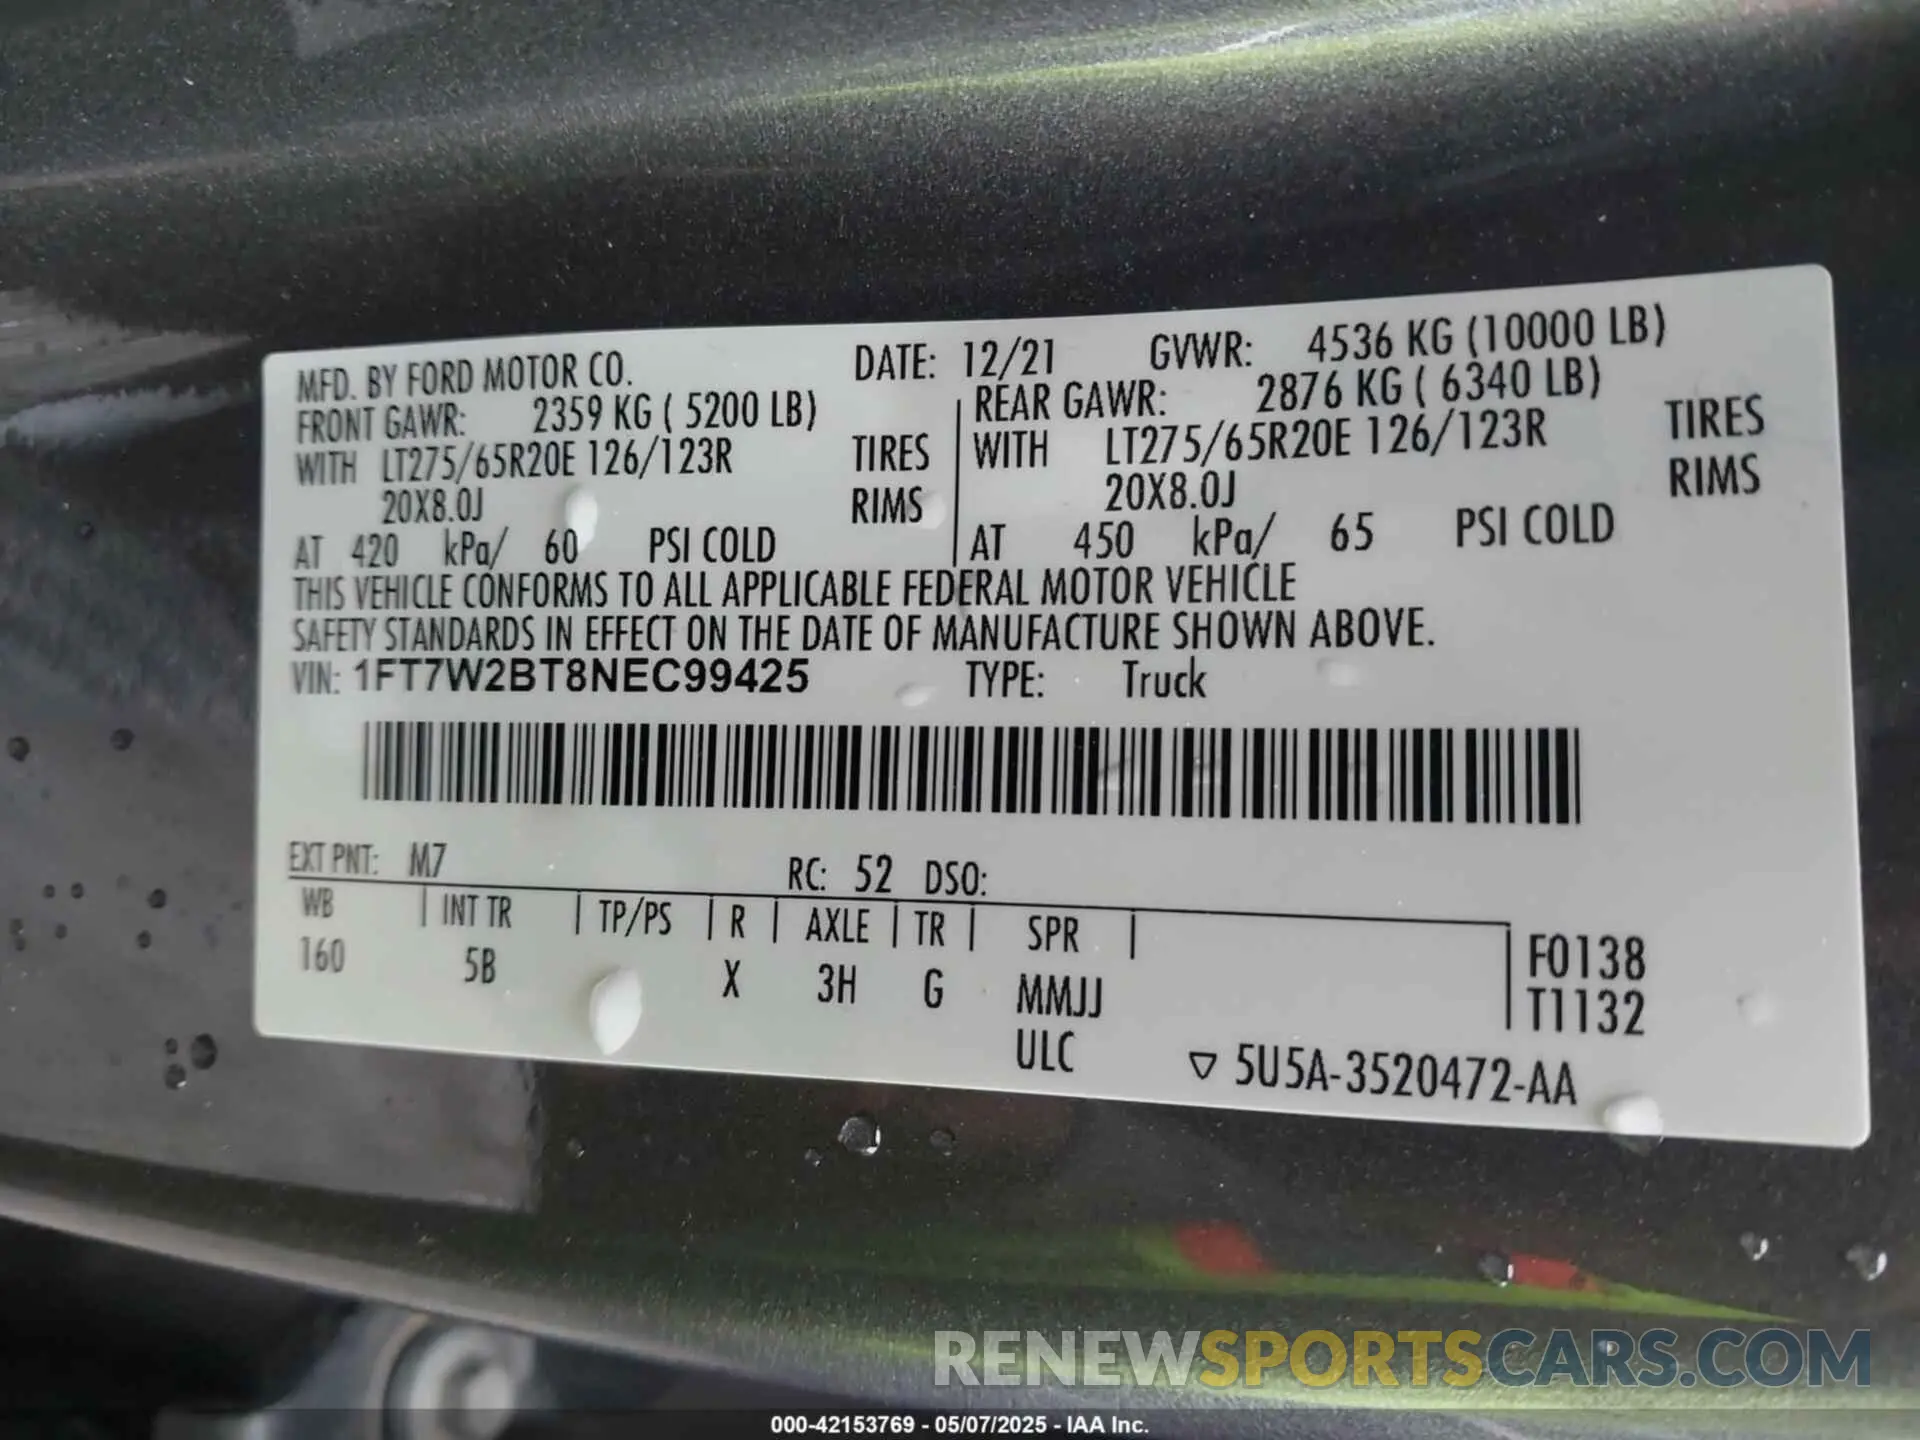 MFD. BY FORD MOTOR CO. DATE: 12/21 GVWR: 4536 KG (10000 LB)
FRONT GAWR: 2359 KG ( 5200 LB) REAR GAWR: 2876 KG ( 6340 LB)
WITH LT275/65R20E 126/123R TIRES WITH LT275/65R20E 126/123R TIRES
20X8.0J RIMS 20X8.0J RIMS
AT 420 kPa/ 60 PSI COLD AT 450 kPa/ 65 PSI COLD
THIS VEHICLE CONFORMS TO ALL APPLICABLE FEDERAL MOTOR VEHICLE
SAFETY STANDARDS IN EFFECT ON THE DATE OF MANUFACTURE SHOWN ABOVE.
VIN: 1FT7W2BT8NEC99425 TYPE: Truck
EXT PNT: M7 RC: 52 DSO:
WB INT TR TP/PS R AXLE TR SPR F0138
160 5B X 3H G MMJJ T1132
ULC ▽ 5U5A-3520472-AA
RENEWSPORTSCARS.COM
000-42153769 - 05/07/2025 - IAA Inc.